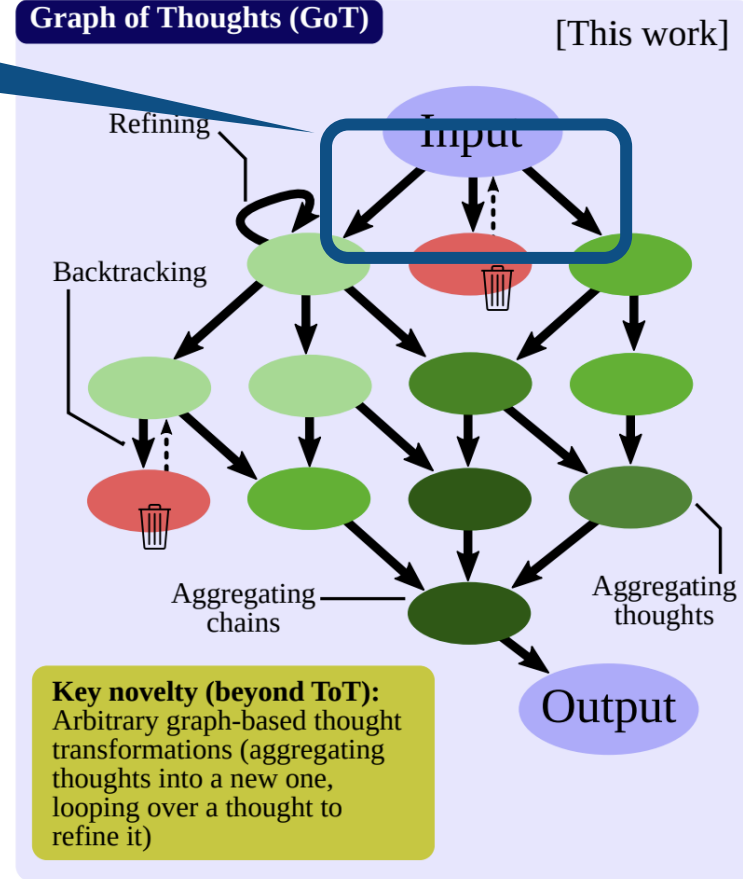 Graph of Thoughts (GoT)
[This work]
Refining
Input
Backtracking
Aggregating
chains
Aggregating
thoughts
Key novelty (beyond ToT):
Arbitrary graph-based thought
transformations (aggregating
thoughts into a new one,
looping over a thought to
refine it)
Output